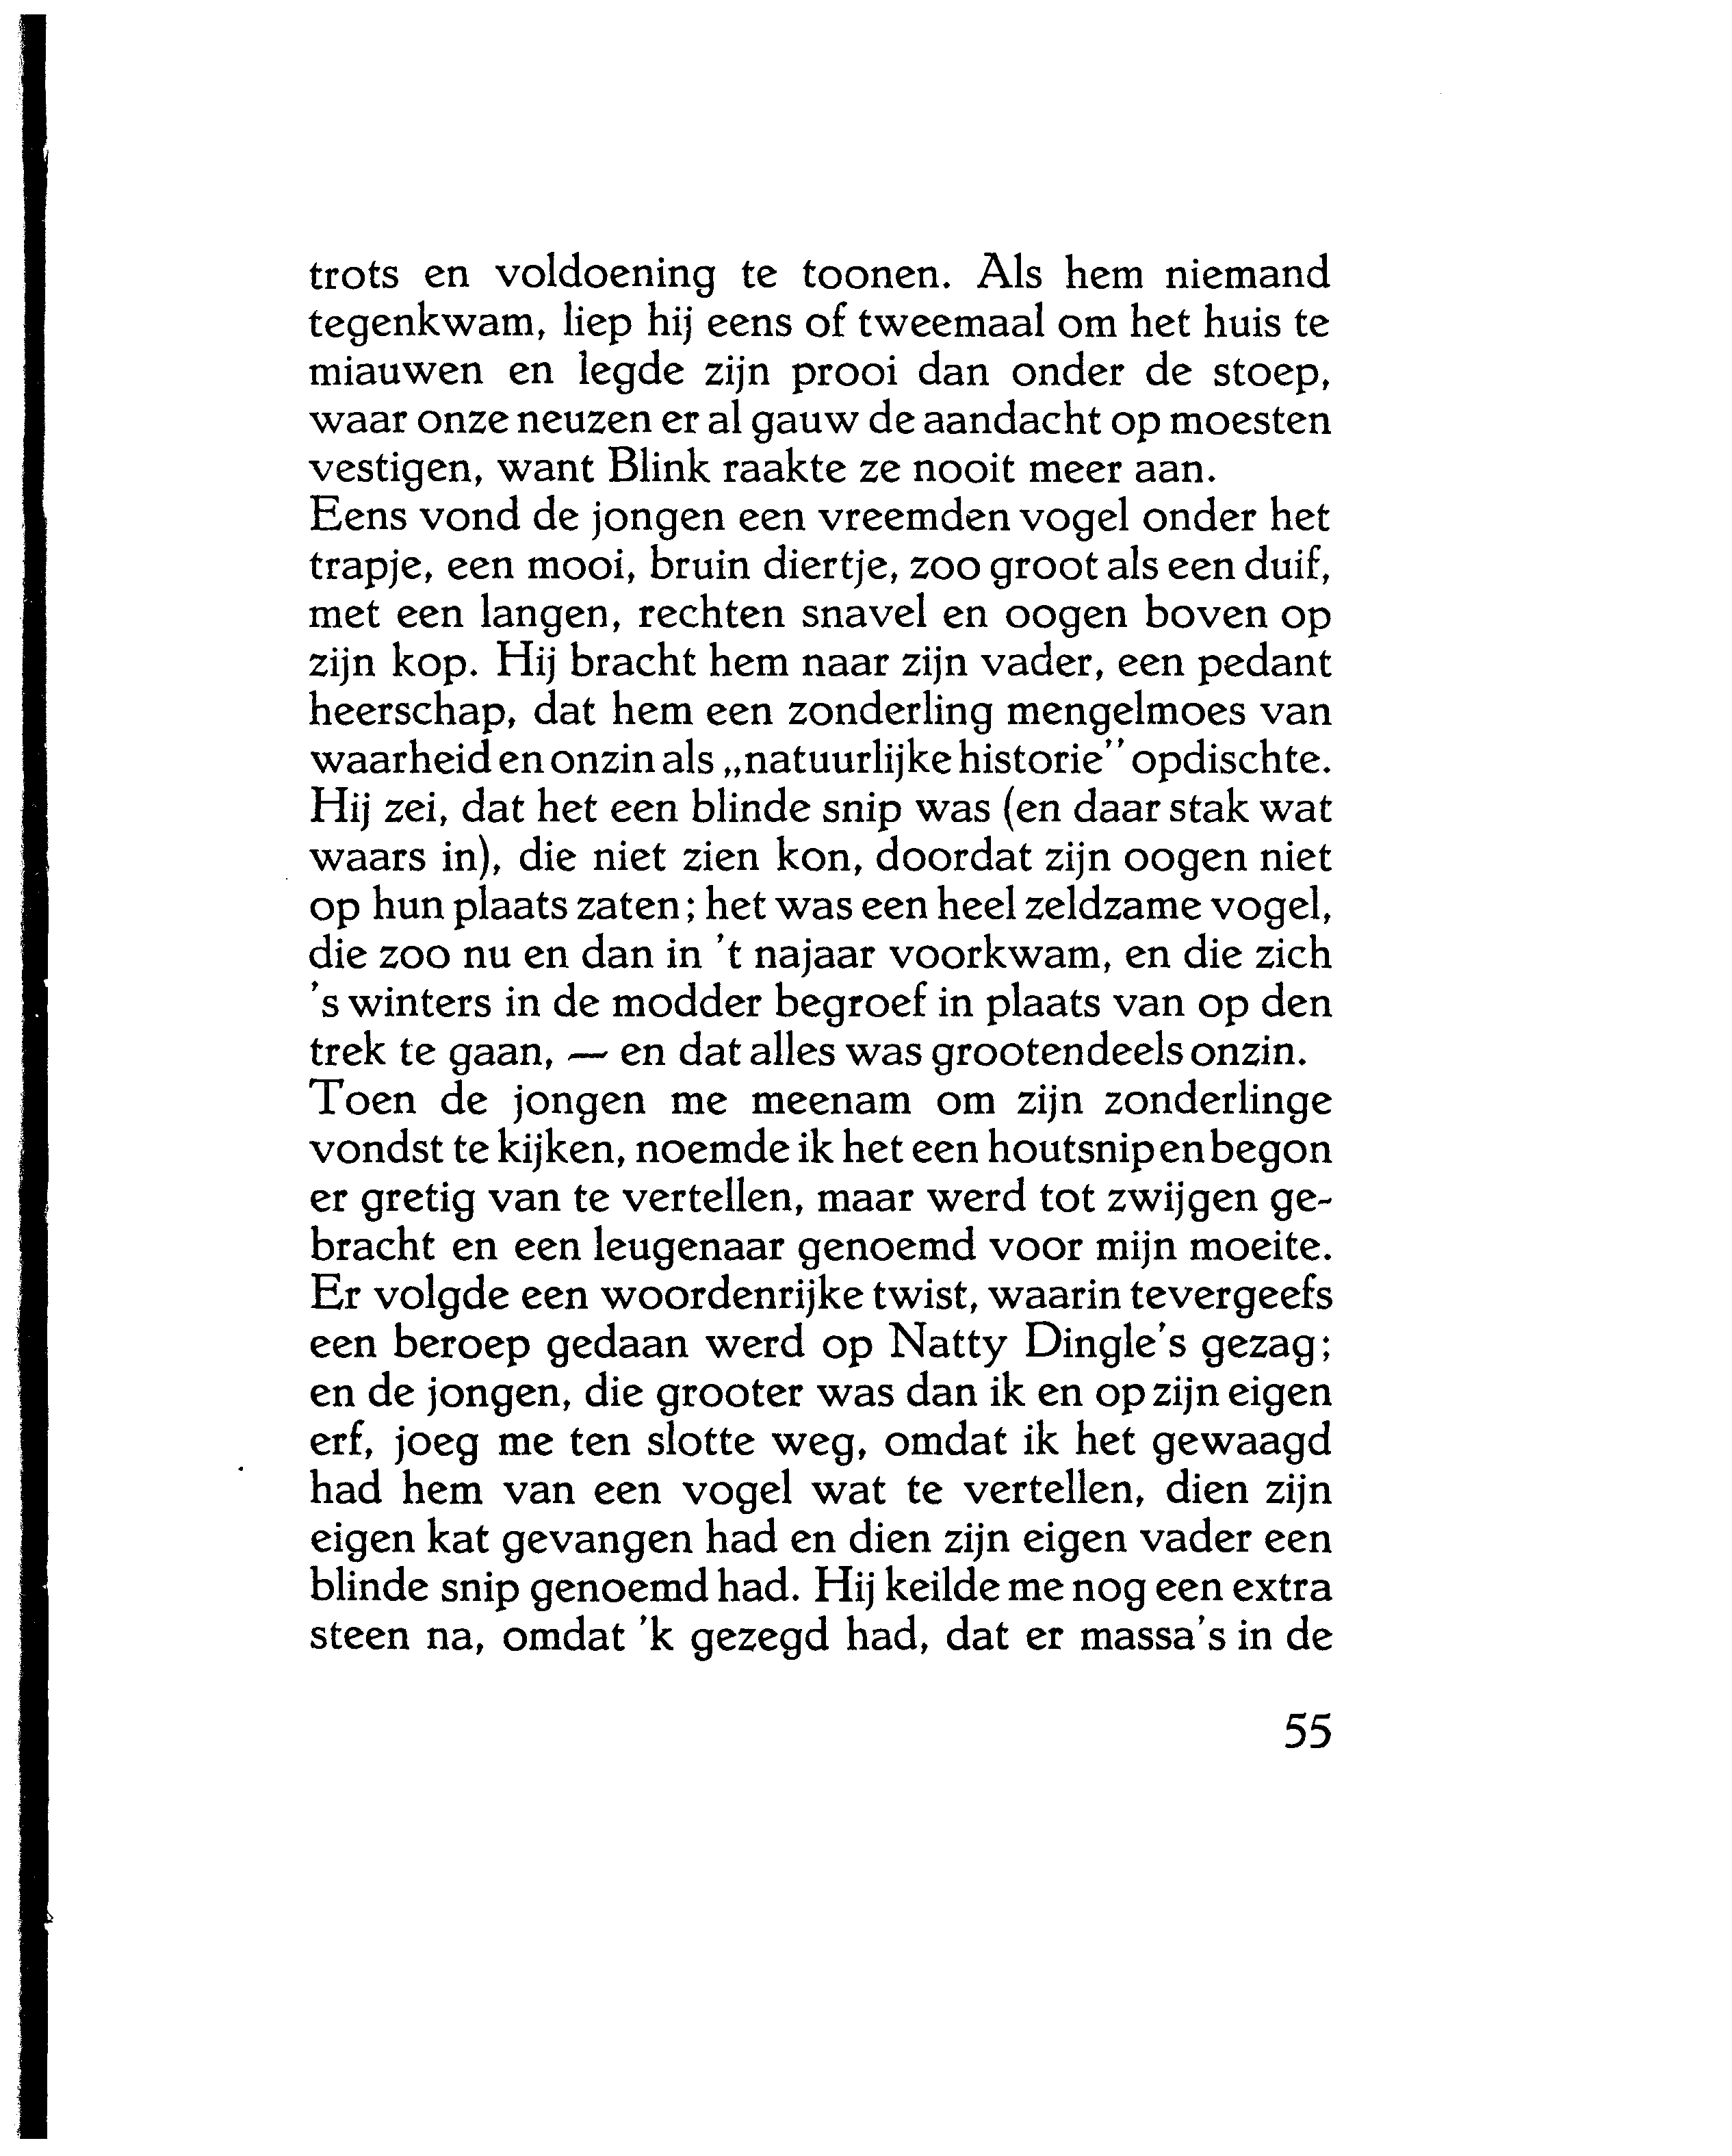 trots en voldoening te toonen. Als hem niemand
tegenkwam, liep hij eens of tweemaal om het huis te
miauwen en legde zijn prooi dan onder de stoep,
waar onze neuzen er al gauw de aandacht op moesten
vestigen, want Blink raakte ze nooit meer aan.
Eens vond de jongen een vreemden vogel onder het
trapje, een mooi, bruin diertje, zoo groot als een duif,
met een langen, rechten snavel en oogen boven op
zijn kop. Hij bracht hem naar zijn vader, een pedant
heerschap, dat hem een zonderling mengelmoes van
waarheid en onzin als „natuurlijke historie" opdischte.
Hij zei, dat het een blinde snip was (en daar stak wat
waars in), die niet zien kon, doordat zijn oogen niet
op hun plaats zaten; het was een heel zeldzame vogel,
die zoo nu en dan in 't najaar voorkwam, en die zich
's winters in de modder begroef in plaats van op den
trek te gaan, — en dat alles was grootendeels onzin.
Toen de jongen me meenam om zijn zonderlinge
vondst te kijken, noemde ik het een houtsnip en begon
er gretig van te vertellen, maar werd tot zwijgen ge-
bracht en een leugenaar genoemd voor mijn moeite.
Er volgde een woordenrijke twist, waarin tevergeefs
een beroep gedaan werd op Natty Dingle's gezag;
en de jongen, die grooter was dan ik en op zijn eigen
erf, joeg me ten slotte weg, omdat ik het gewaagd
had hem van een vogel wat te vertellen, dien zijn
eigen kat gevangen had en dien zijn eigen vader een
blinde snip genoemd had. Hij keilde me nog een extra
steen na, omdat 'k gezegd had, dat er massa's in de
55